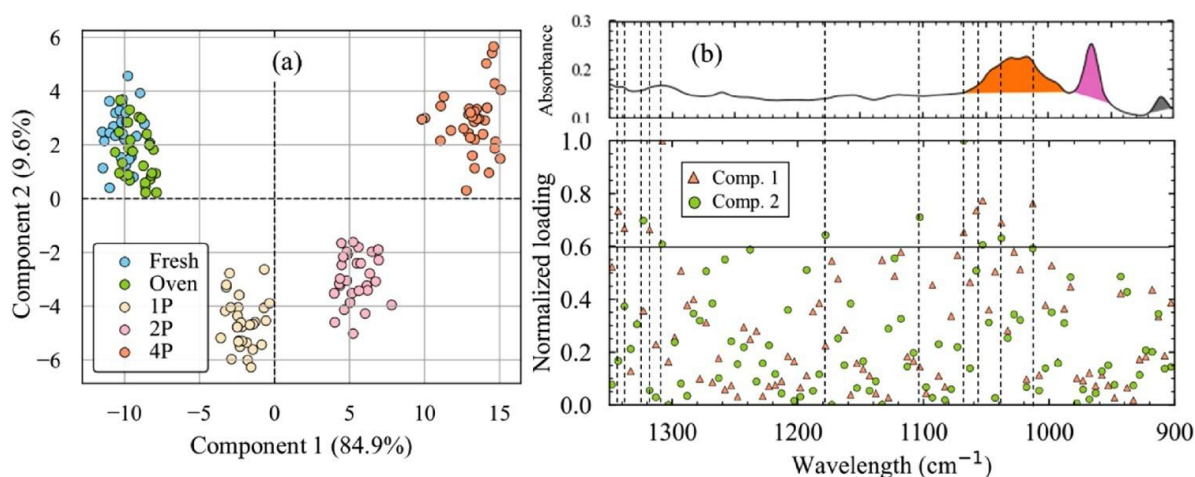 (a)
Component 2 (9.6%)
6
4
2
0
−2
−4
−6
Fresh
Oven
1P
2P
4P
−10
−5
0
5
10
15
Component 1 (84.9%)
(b)
Absorbance
0.3
0.2
0.1
Normalized loading
1.0
0.8
0.6
0.4
0.2
0.0
Comp. 1
Comp. 2
1300
1200
1100
1000
900
Wavelength (cm⁻¹)